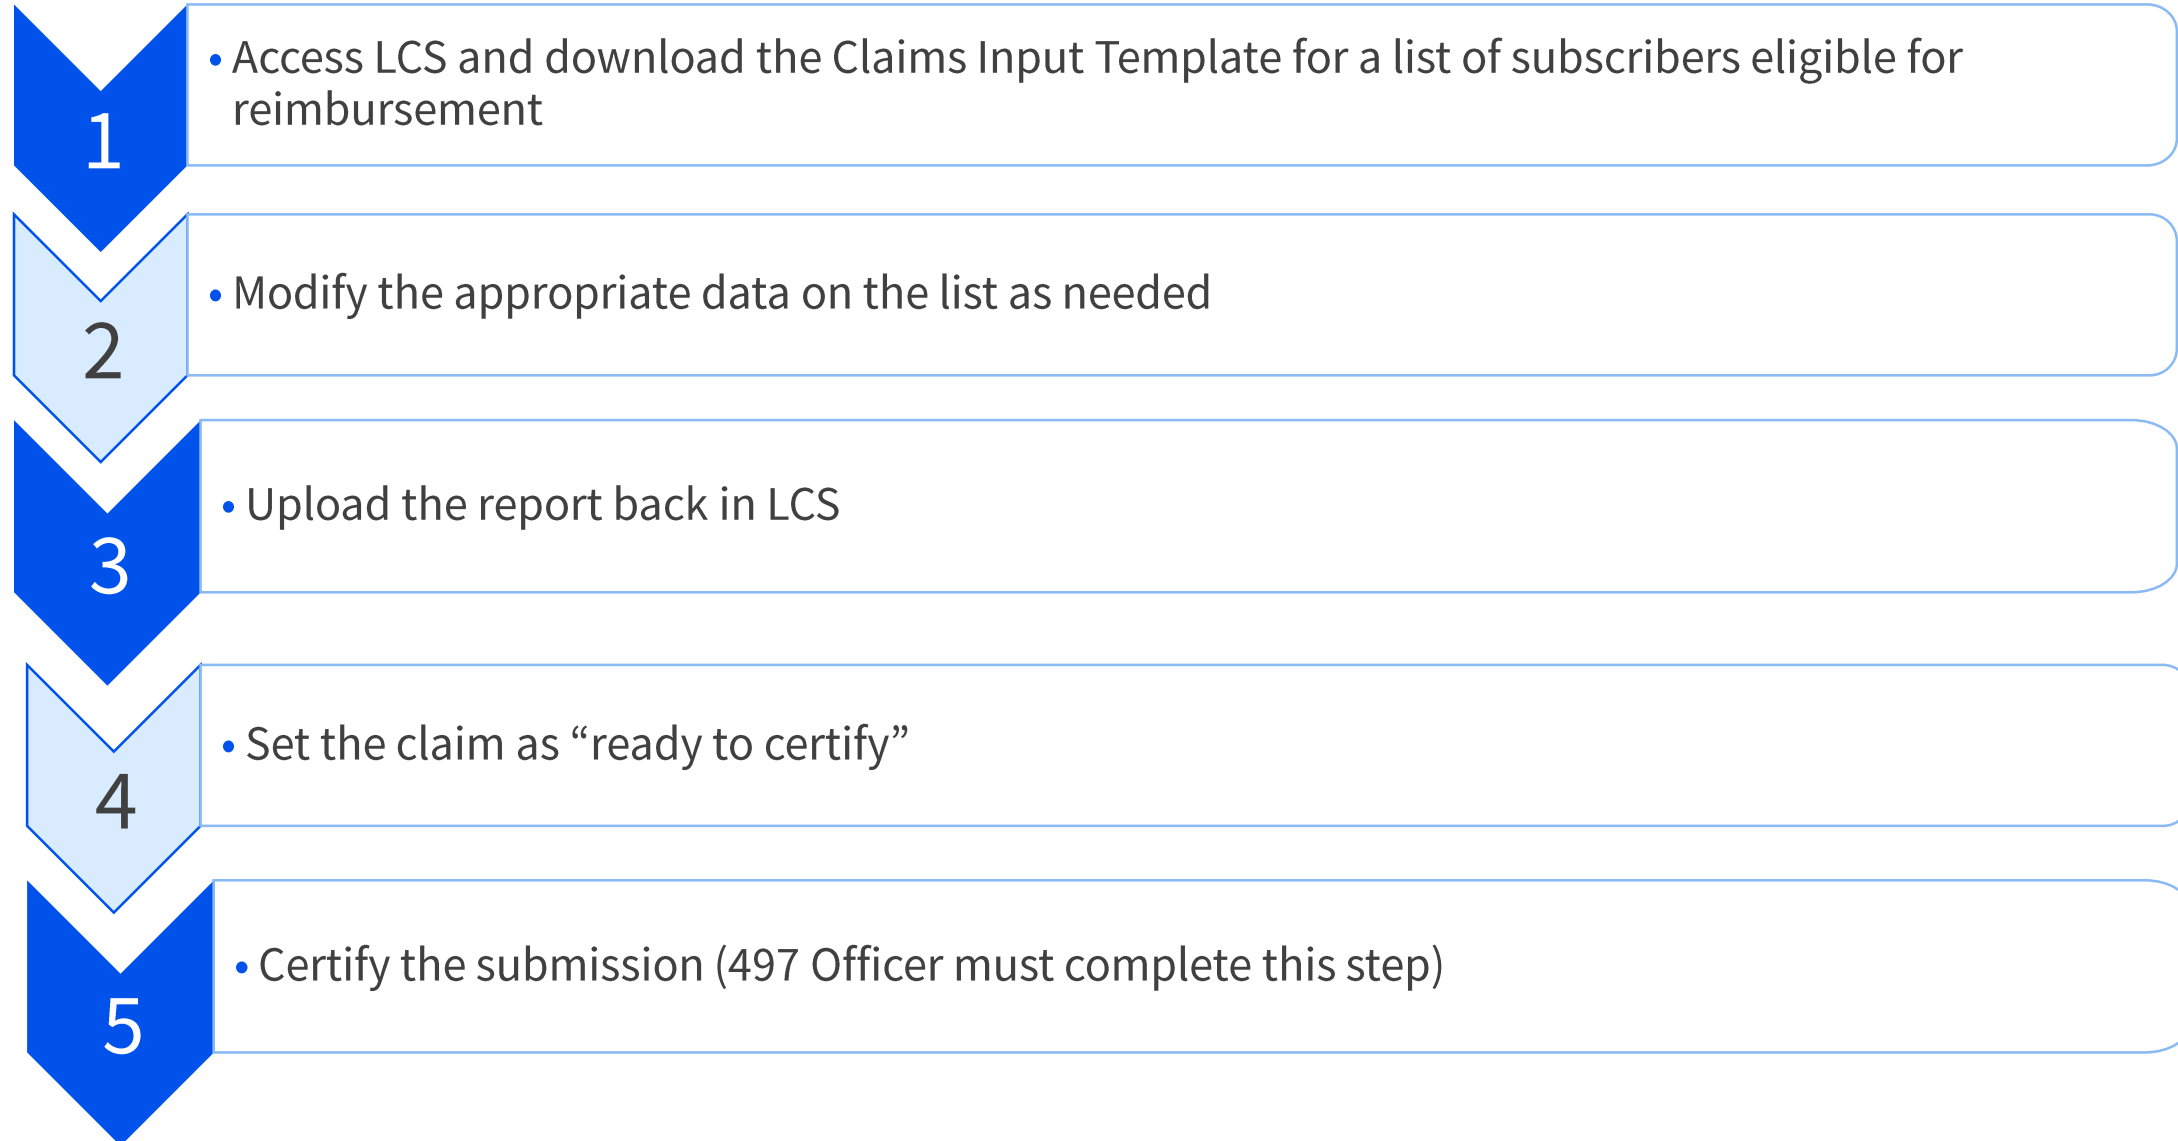 1
• Access LCS and download the Claims Input Template for a list of subscribers eligible for
reimbursement
2
• Modify the appropriate data on the list as needed
3
• Upload the report back in LCS
4
• Set the claim as “ready to certify”
5
• Certify the submission (497 Officer must complete this step)